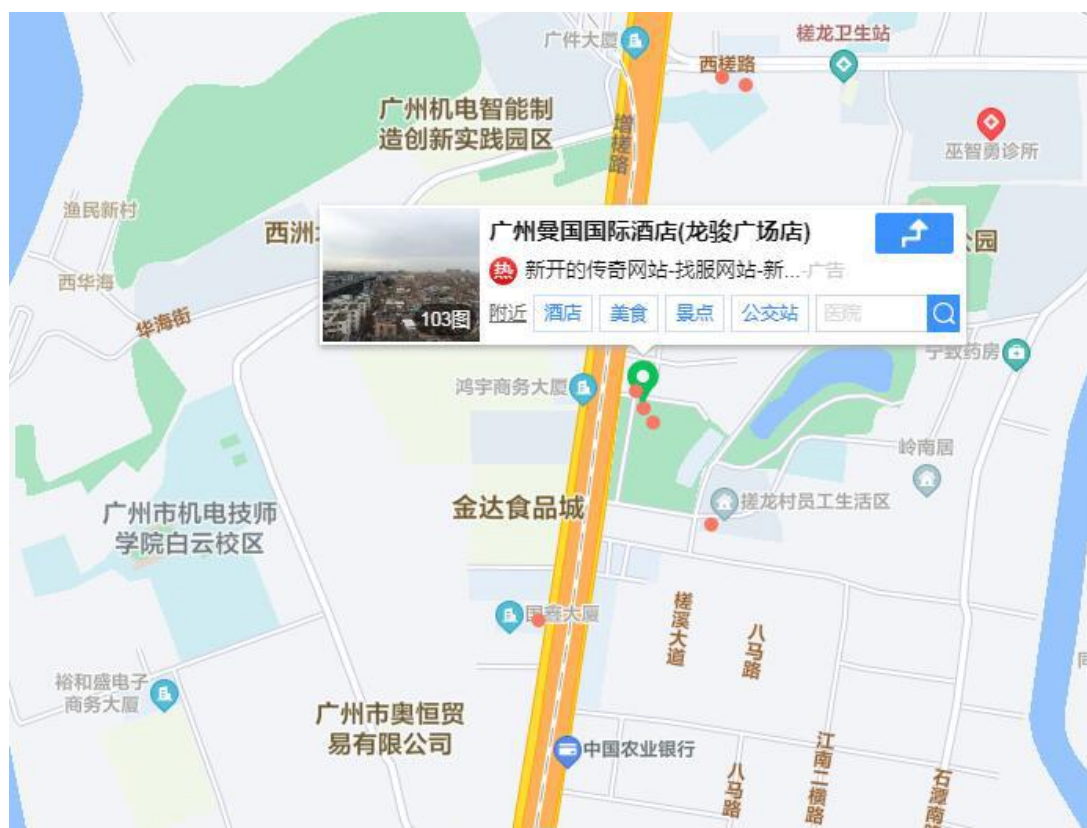 广件大厦
槎龙卫生站
西槎路
广州机电智能制
造创新实践园区
增槎路
巫智勇诊所
渔民新村
西洲
公园
广州曼国国际酒店(龙骏广场店)
热 新开的传奇网站-找服网站-新...-广告
103图
附近 酒店 美食 景点 公交站 医院
西华海
华海街
宁致药房
鸿宇商务大厦
岭南居
金达食品城
搓龙村员工生活区
广州市机电技师
学院白云校区
国鑫大厦
槎溪大道
八马路
裕和盛电子
商务大厦
广州市奥恒贸
易有限公司
中国农业银行
八马路
江南二横路
石潭南